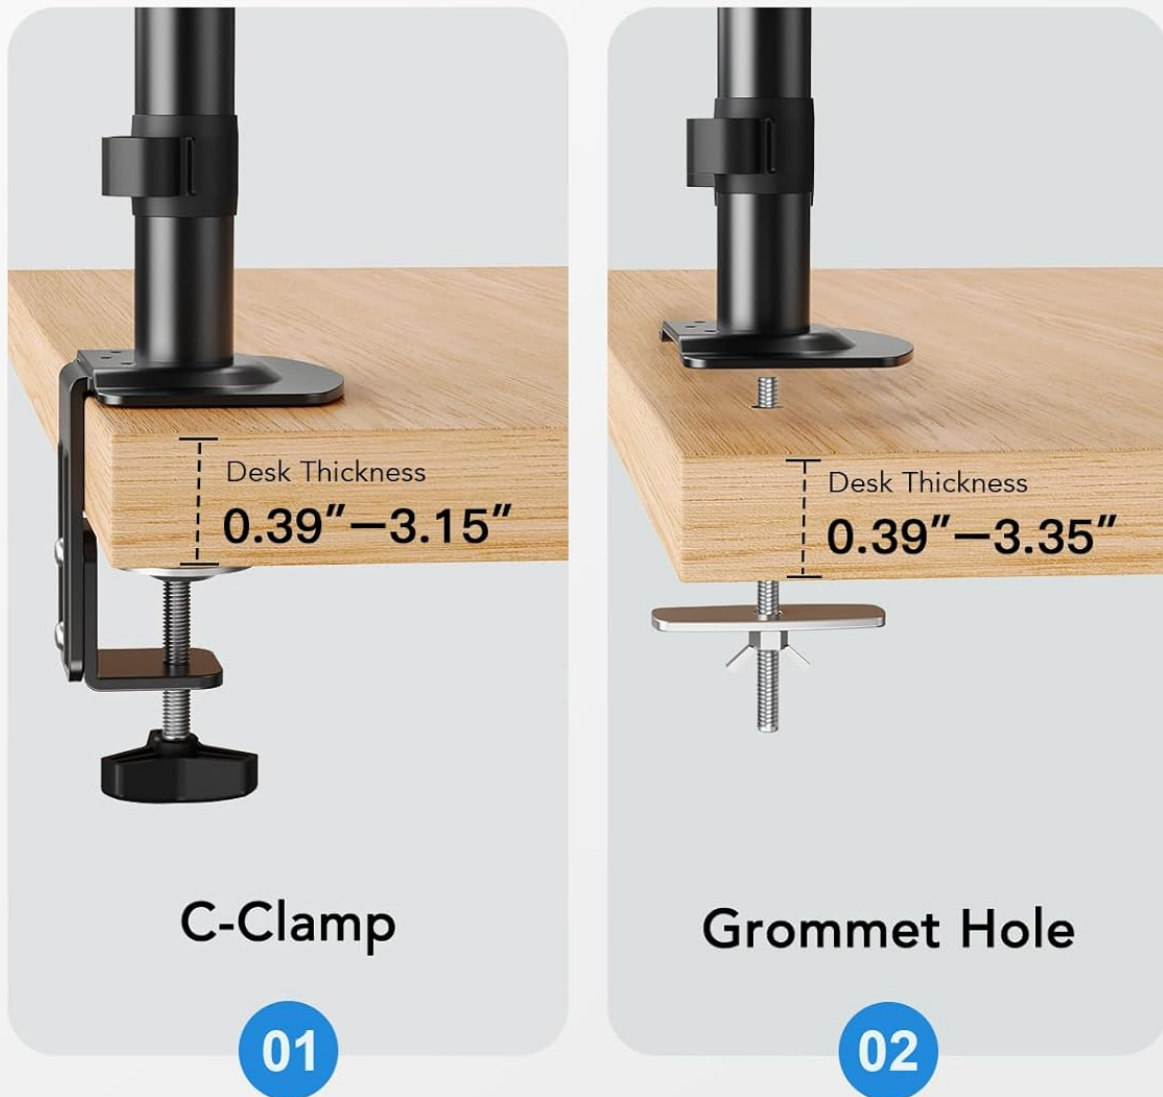 Desk Thickness
0.39”—3.15”
C-Clamp
01
Desk Thickness
0.39”—3.35”
Grommet Hole
02